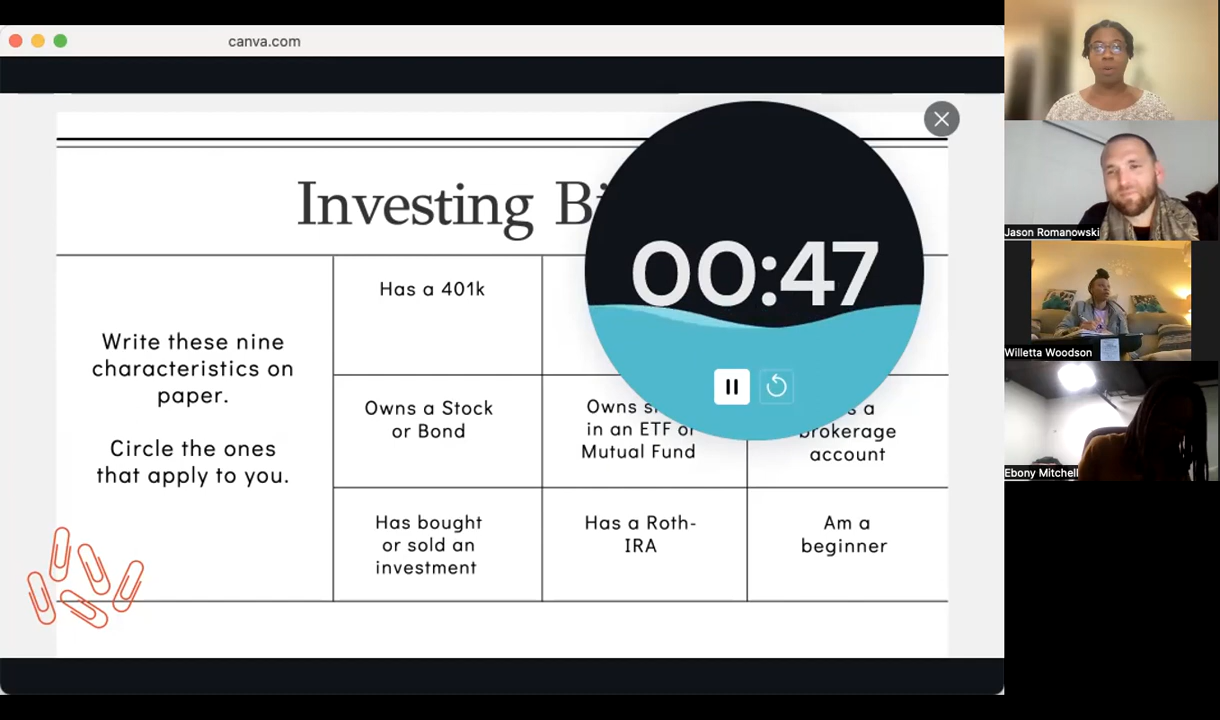 canva.com
Investing
00:47
Has a 401k
Write these nine
characteristics on
paper.
Circle the ones
that apply to you.
Owns a Stock
or Bond
Owns
in an ETF or
Mutual Fund
a
brokerage
account
Has bought
or sold an
investment
Has a Roth-
IRA
Am a
beginner
Jason Romanowski
Willetta Woodson
Ebony Mitchell